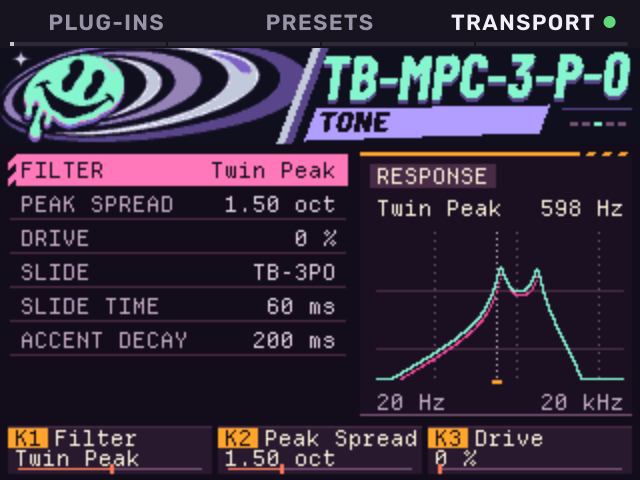 PLUG-INS PRESETS TRANSPORT
TB-MPC-3-P-O
TONE
FILTER Twin Peak
PEAK SPREAD 1.50 oct
DRIVE 0 %
SLIDE TB-3PO
SLIDE TIME 60 ms
ACCENT DECAY 200 ms
RESPONSE
Twin Peak 598 Hz
20 Hz 20 kHz
K1 Filter
Twin Peak
K2 Peak Spread
1.50 oct
K3 Drive
0 %